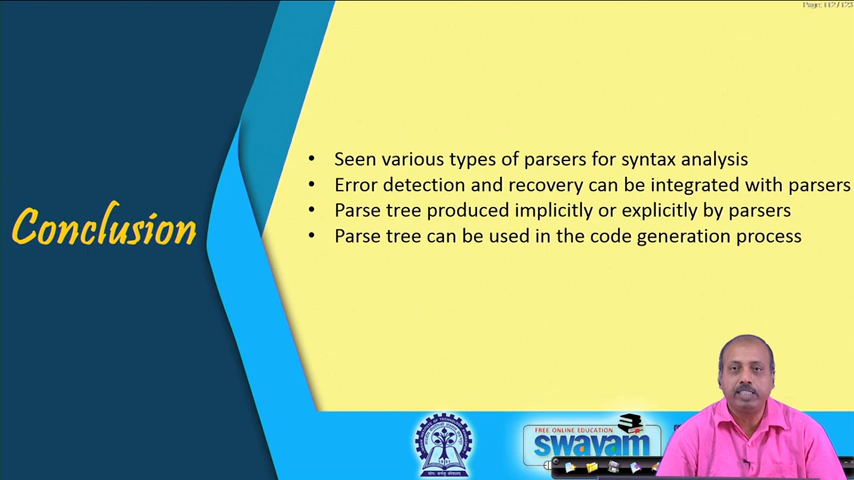 Page: 112/123
Conclusion
• Seen various types of parsers for syntax analysis
• Error detection and recovery can be integrated with parsers
• Parse tree produced implicitly or explicitly by parsers
• Parse tree can be used in the code generation process
FREE ONLINE EDUCATION
swayam